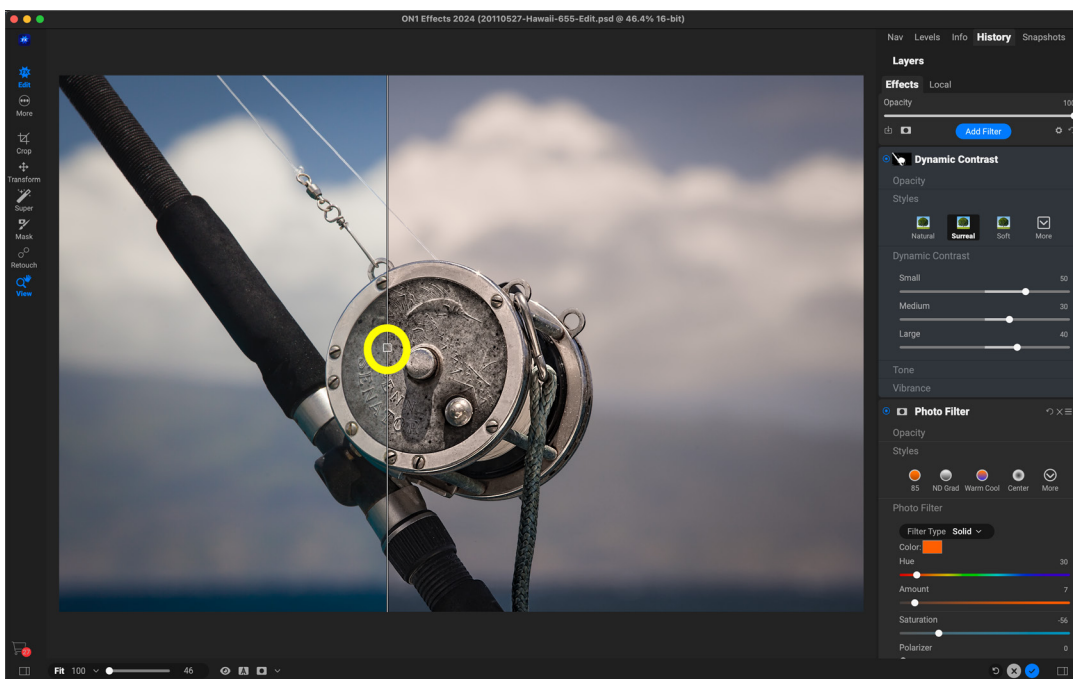 ON1 Effects 2024 (20110527-Hawaii-655-Edit.psd @ 46.4% 16-bit)
Nav Levels Info History Snapshots
Layers
Effects Local
Opacity 100
Add Filter
Dynamic Contrast
Opacity
Styles
Natural Surreal Soft More
Dynamic Contrast
Small 50
Medium 30
Large 40
Tone
Vibrance
Photo Filter
Opacity
Styles
85 ND Grad Warm Cool Center More
Photo Filter
Filter Type Solid
Color:
Hue 30
Amount 7
Saturation -56
Polarizer 0
Edit
More
Crop
Transform
Super
Mask
Retouch
View
27
Fit 100 46